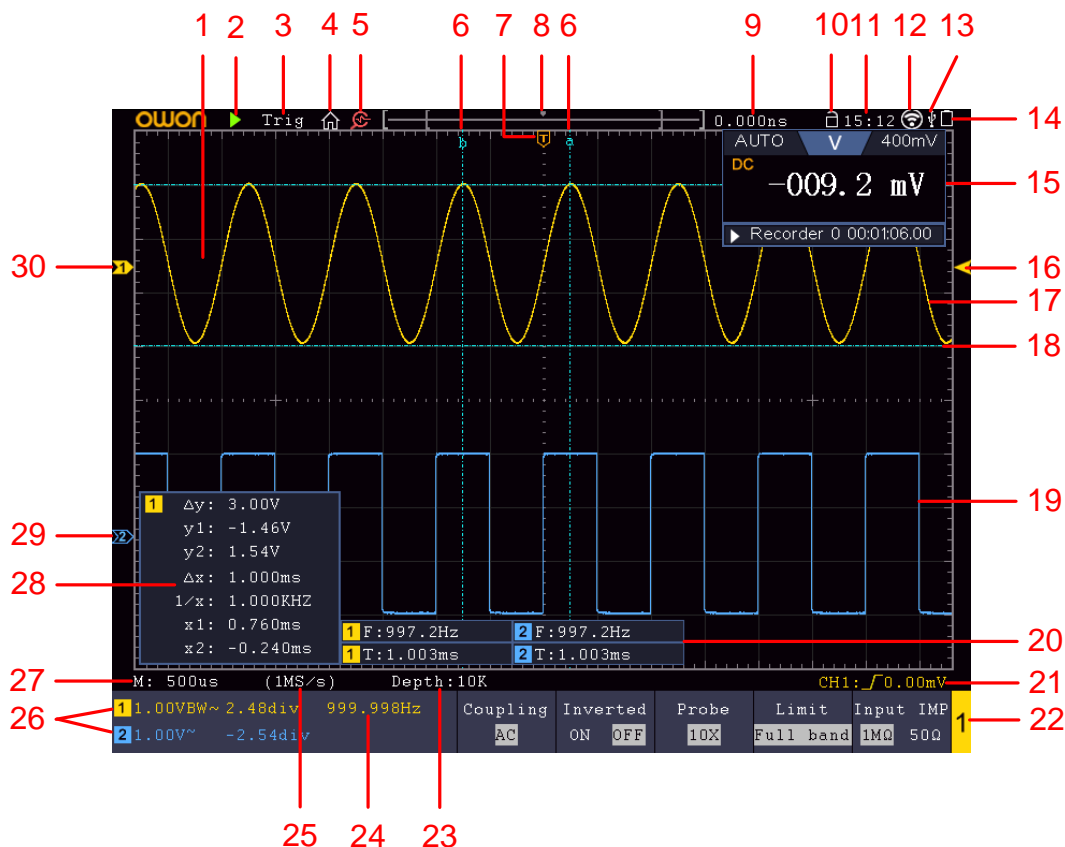 1 2 3 4 5 6 7 8 6 9 10 11 12 13
owon Trig 0.000ns 15:12
14
b T a
AUTO V 400mV
DC
-009.2 mV
15
Recorder 0 00:01:06.00
30 1 16
17
18
19
29 2
1 Δy: 3.00V
y1: -1.46V
y2: 1.54V
28 Δx: 1.000ms
1/x: 1.000KHZ
x1: 0.760ms
x2: -0.240ms
1 F:997.2Hz 2 F:997.2Hz
1 T:1.003ms 2 T:1.003ms
20
27 M: 500us (1MS/s) Depth:10K CH1: 0.00mV 21
26 1 1.00VBW~ 2.48div 999.998Hz Coupling Inverted Probe Limit Input IMP 1 22
2 1.00V~ -2.54div AC ON OFF 10X Full band 1MΩ 50Ω
25 24 23